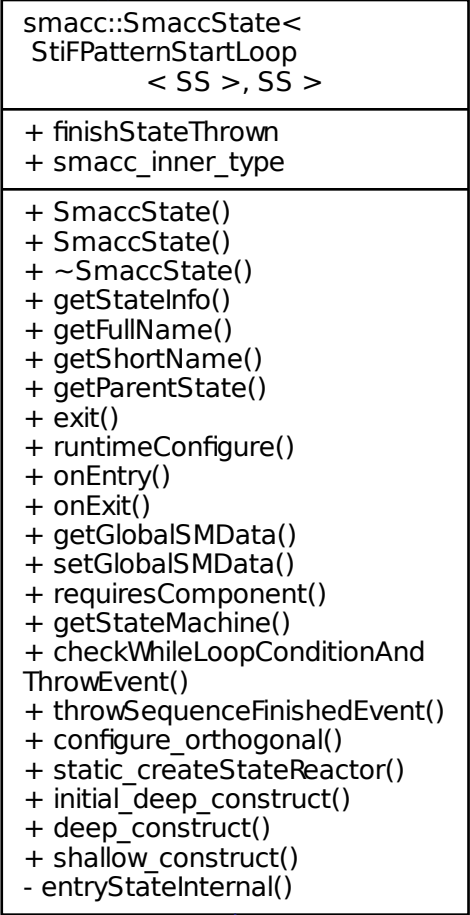 smacc::SmaccState<
StiFPatternStartLoop
< SS >, SS >
+ finishStateThrown
+ smacc_inner_type
+ SmaccState()
+ SmaccState()
+ ~SmaccState()
+ getStateInfo()
+ getFullName()
+ getShortName()
+ getParentState()
+ exit()
+ runtimeConfigure()
+ onEntry()
+ onExit()
+ getGlobalSMData()
+ setGlobalSMData()
+ requiresComponent()
+ getStateMachine()
+ checkWhileLoopConditionAnd
ThrowEvent()
+ throwSequenceFinishedEvent()
+ configure_orthogonal()
+ static_createStateReactor()
+ initial_deep_construct()
+ deep_construct()
+ shallow_construct()
- entryStateInternal()